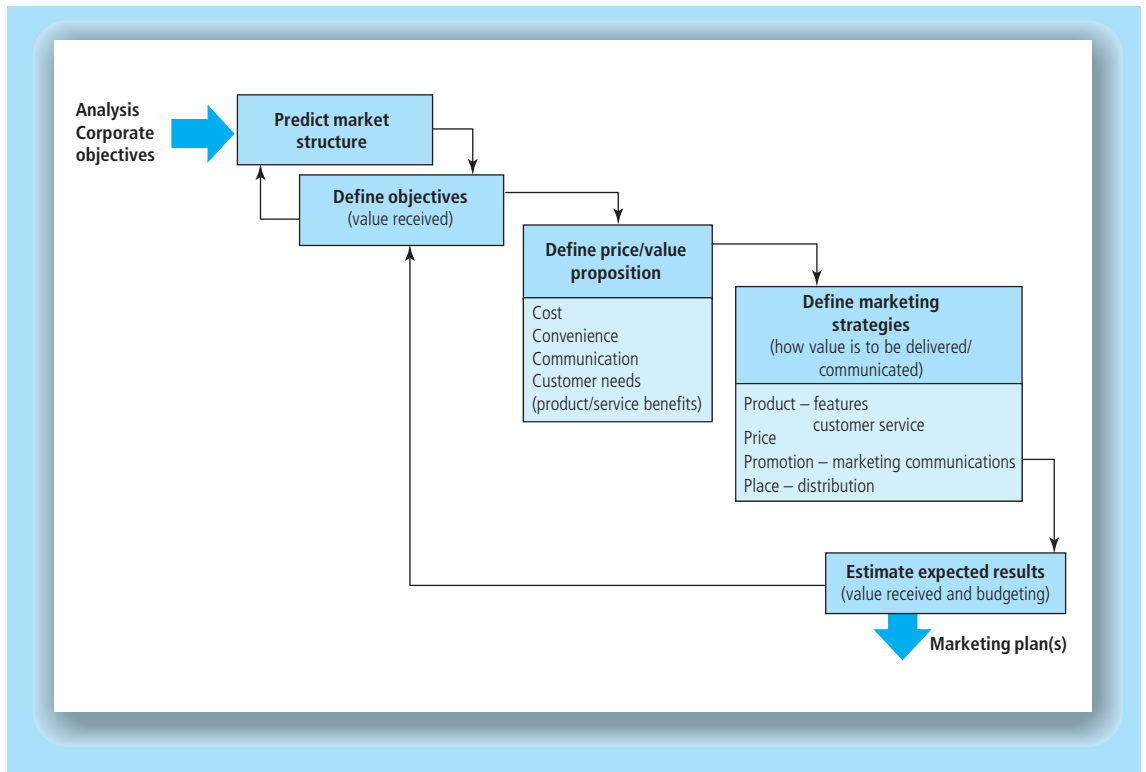 Analysis
Corporate
objectives
Predict market
structure
Define objectives
(value received)
Define price/value
proposition
Cost
Convenience
Communication
Customer needs
(product/service benefits)
Define marketing
strategies
(how value is to be delivered/
communicated)
Product – features
customer service
Price
Promotion – marketing communications
Place – distribution
Estimate expected results
(value received and budgeting)
Marketing plan(s)